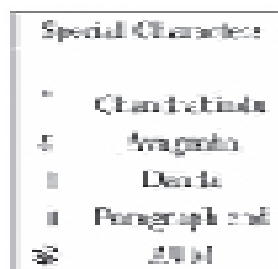 Special Characters
ँ Chandrabindu
ऽ Avagraha
। Danda
॥ Paragraph end